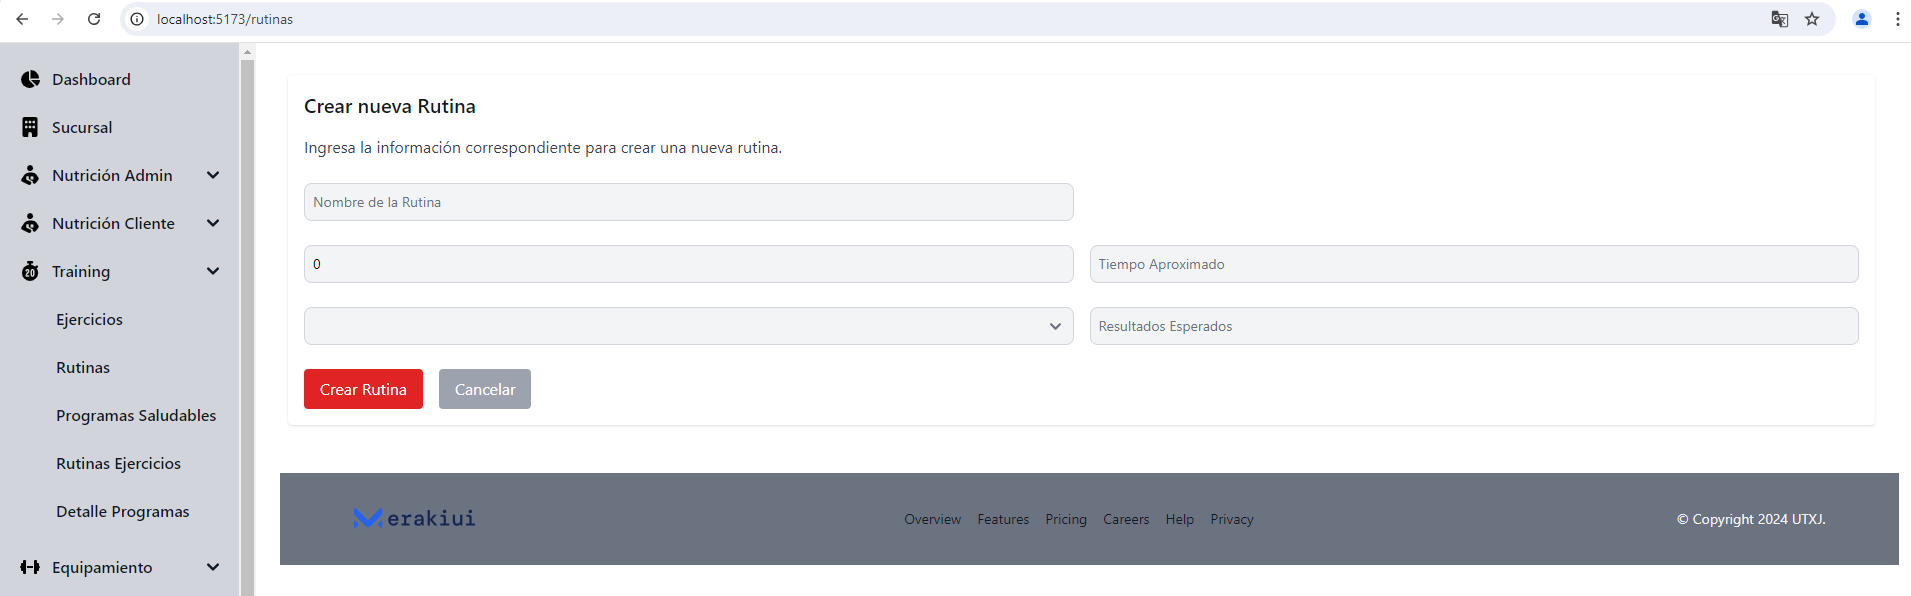 localhost:5173/rutinas
Dashboard
Sucursal
Nutrición Admin
Nutrición Cliente
20
Training
Ejercicios
Rutinas
Programas Saludables
Rutinas Ejercicios
Detalle Programas
Equipamiento
Crear nueva Rutina
Ingresa la información correspondiente para crear una nueva rutina.
Nombre de la Rutina
0
Tiempo Aproximado
Resultados Esperados
Crear Rutina
Cancelar
erakiui
Overview Features Pricing Careers Help Privacy
© Copyright 2024 UTXJ.